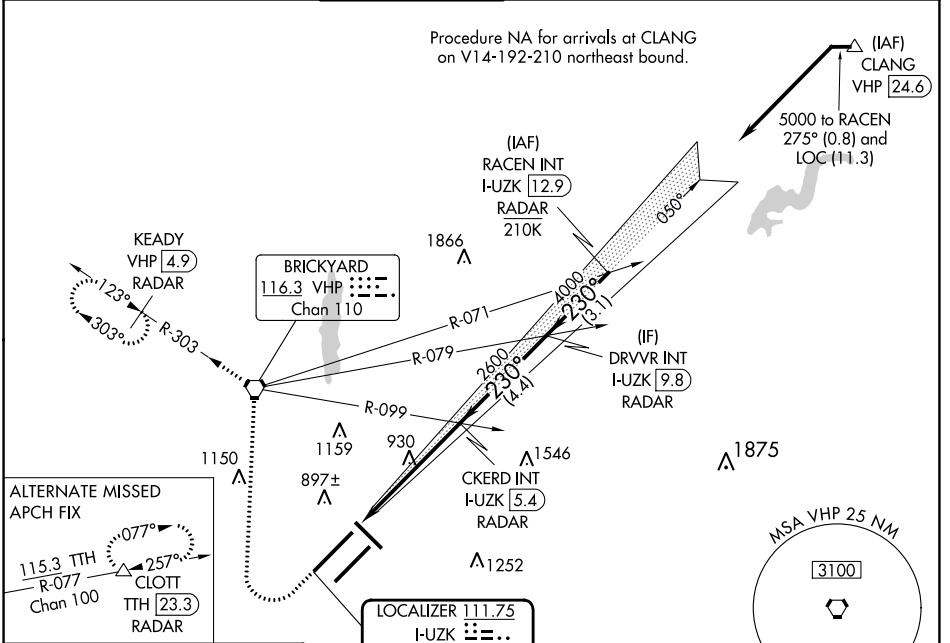 Procedure NA for arrivals at CLANG
on V14-192-210 northeast bound.
(IAF)
CLANG
VHP 24.6
5000 to RACEN
275° (0.8) and
LOC (11.3)
(IAF)
RACEN INT
I-UZK 12.9
RADAR
210K
050°
KEADY
VHP 4.9
RADAR
1866
BRICKYARD
116.3 VHP
Chan 110
123°
303°
R-303
R-071
R-079
R-099
4000
230°
(3.1)
2600
230°
(4.4)
(IF)
DRVVR INT
I-UZK 9.8
RADAR
1150
1159
930
897±
1546
1875
CKERD INT
I-UZK 5.4
RADAR
1252
ALTERNATE MISSED
APCH FIX
077°
257°
115.3 TTH
R-077
Chan 100
CLOTT
TTH 23.3
RADAR
LOCALIZER 111.75
I-UZK
MSA VHP 25 NM
3100